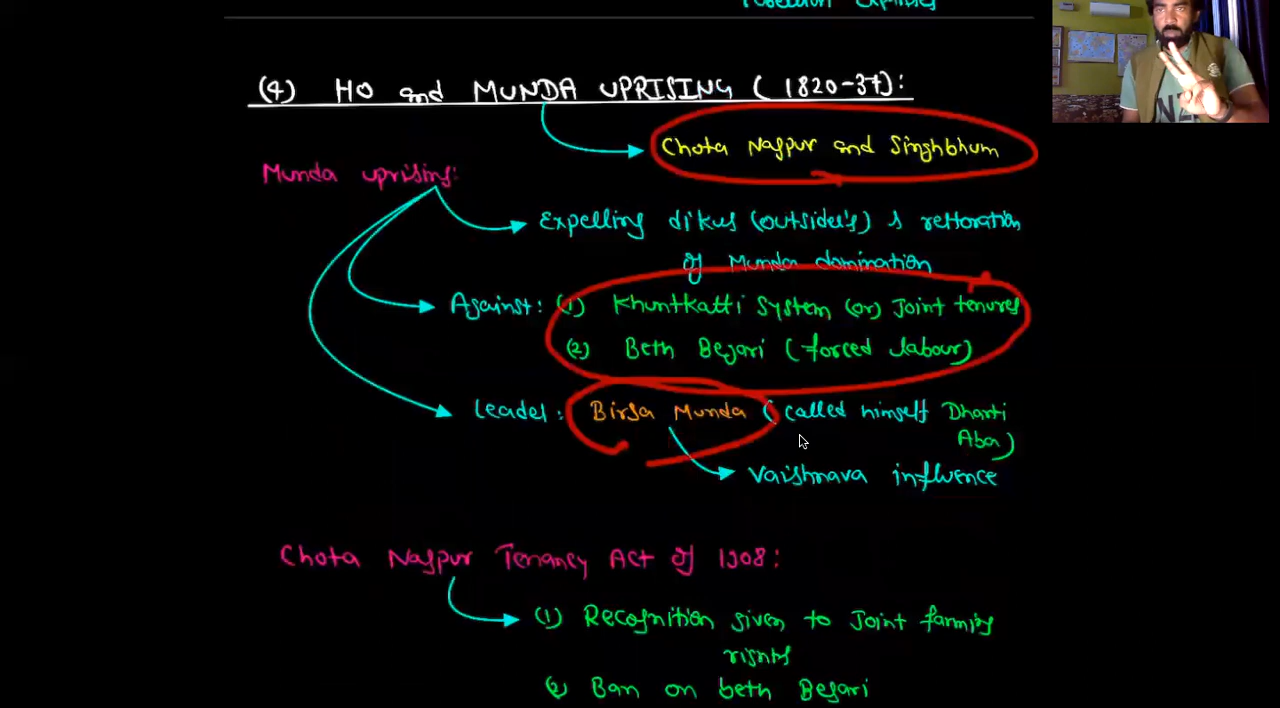 (4) HO and MUNDA UPRISING (1820-37):
Chota Nagpur and Singhbhum
Munda uprising:
Expelling dikus (outsider's) & restoration
of Munda domination
Against: (1) Khuntkatti System (or) Joint tenures
(2) Beth Begari (forced labour)
Leader: Birsa Munda (called himself Dharti
Aba)
Vaishnava influence
Chota Nagpur Tenancy Act of 1908:
(1) Recognition given to Joint farming
rights
(2) Ban on beth Begari